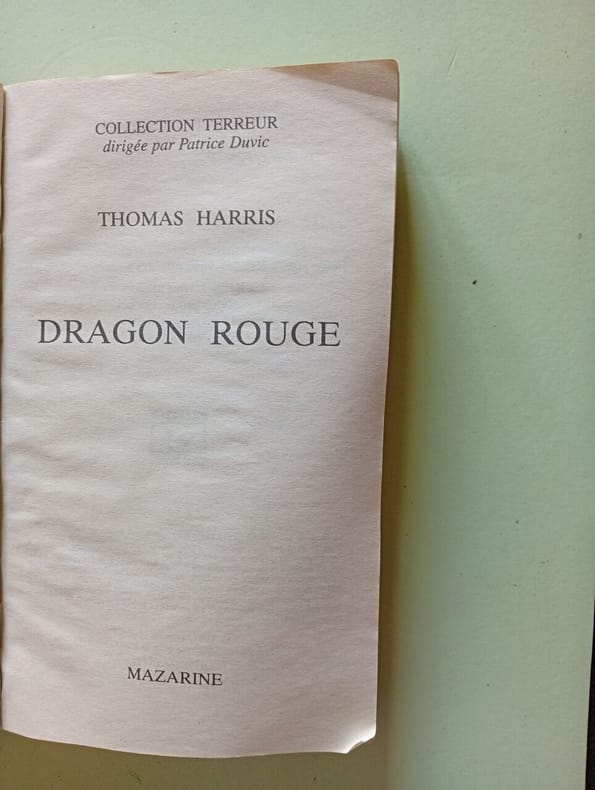 COLLECTION TERREUR
dirigée par Patrice Duvic
THOMAS HARRIS
DRAGON ROUGE
MAZARINE